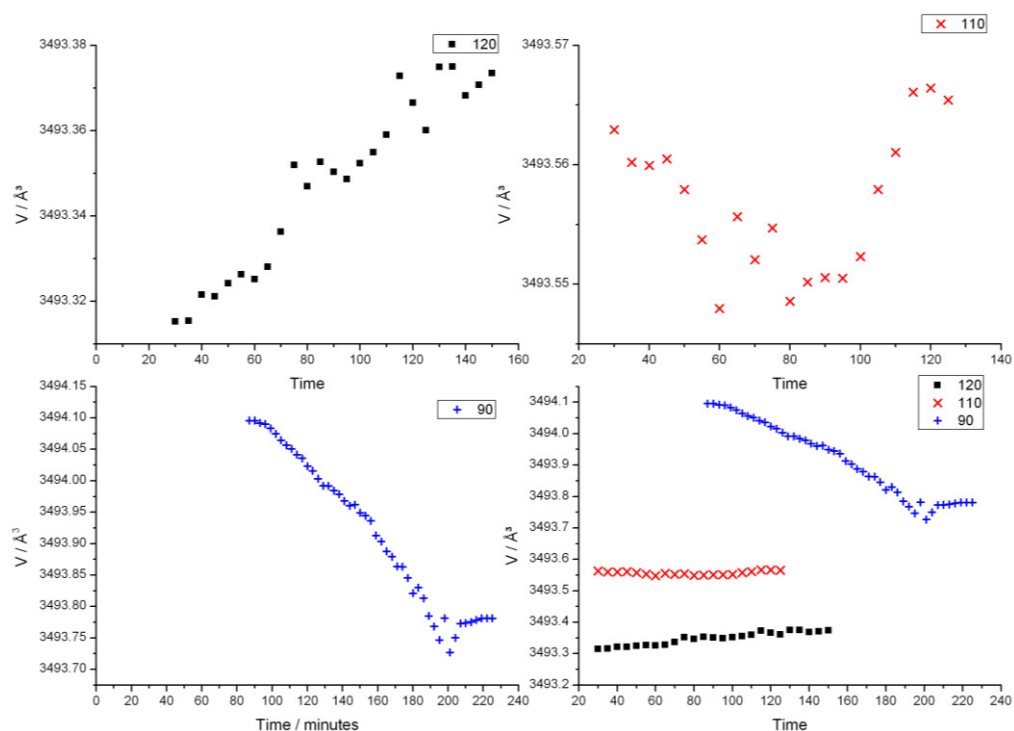 120
3493.38
3493.36
3493.34
3493.32
V / Å³
0 20 40 60 80 100 120 140 160
Time
110
3493.57
3493.56
3493.55
V / Å³
20 40 60 80 100 120 140
Time
90
3494.15
3494.10
3494.05
3494.00
3493.95
3493.90
3493.85
3493.80
3493.75
3493.70
V / Å³
0 20 40 60 80 100 120 140 160 180 200 220 240
Time / minutes
120
110
90
3494.1
3494.0
3493.9
3493.8
3493.7
3493.6
3493.5
3493.4
3493.3
3493.2
V / Å³
20 40 60 80 100 120 140 160 180 200 220 240
Time